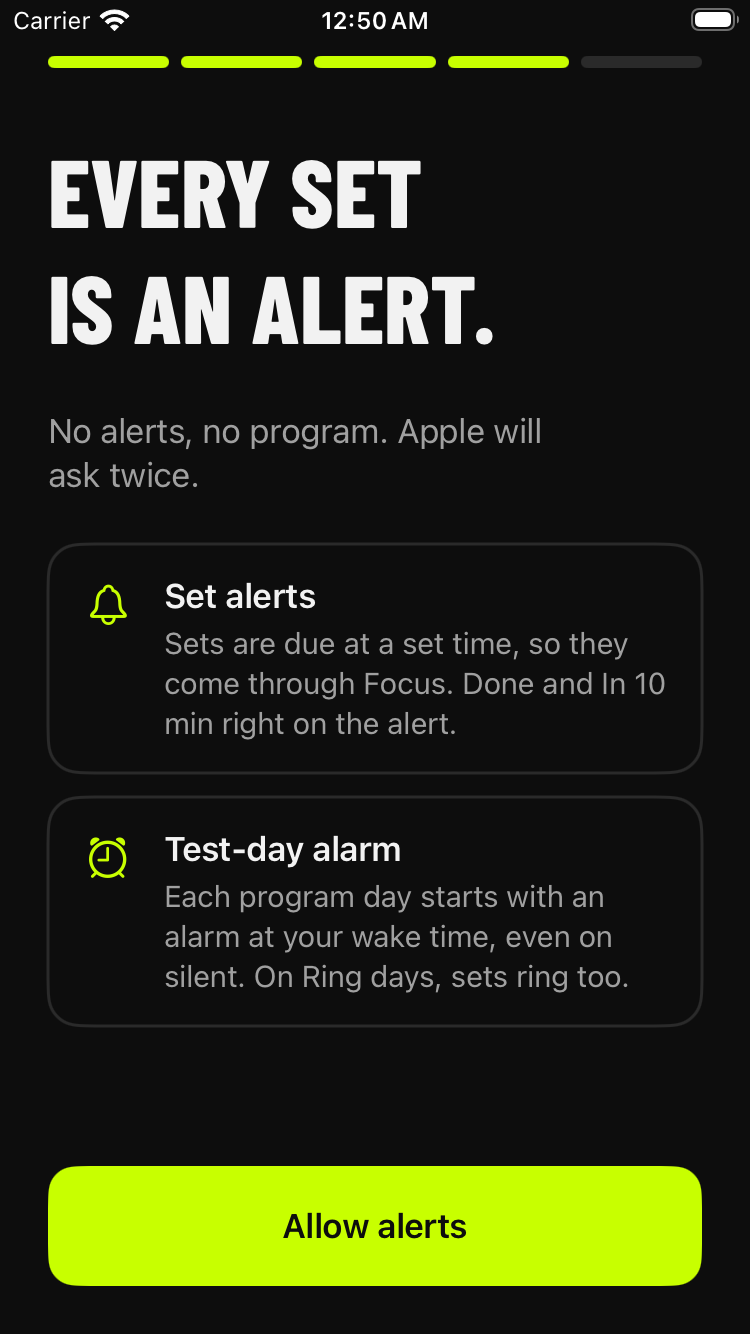 Carrier 12:50 AM
EVERY SET
IS AN ALERT.
No alerts, no program. Apple will
ask twice.
Set alerts
Sets are due at a set time, so they
come through Focus. Done and In 10
min right on the alert.
Test-day alarm
Each program day starts with an
alarm at your wake time, even on
silent. On Ring days, sets ring too.
Allow alerts